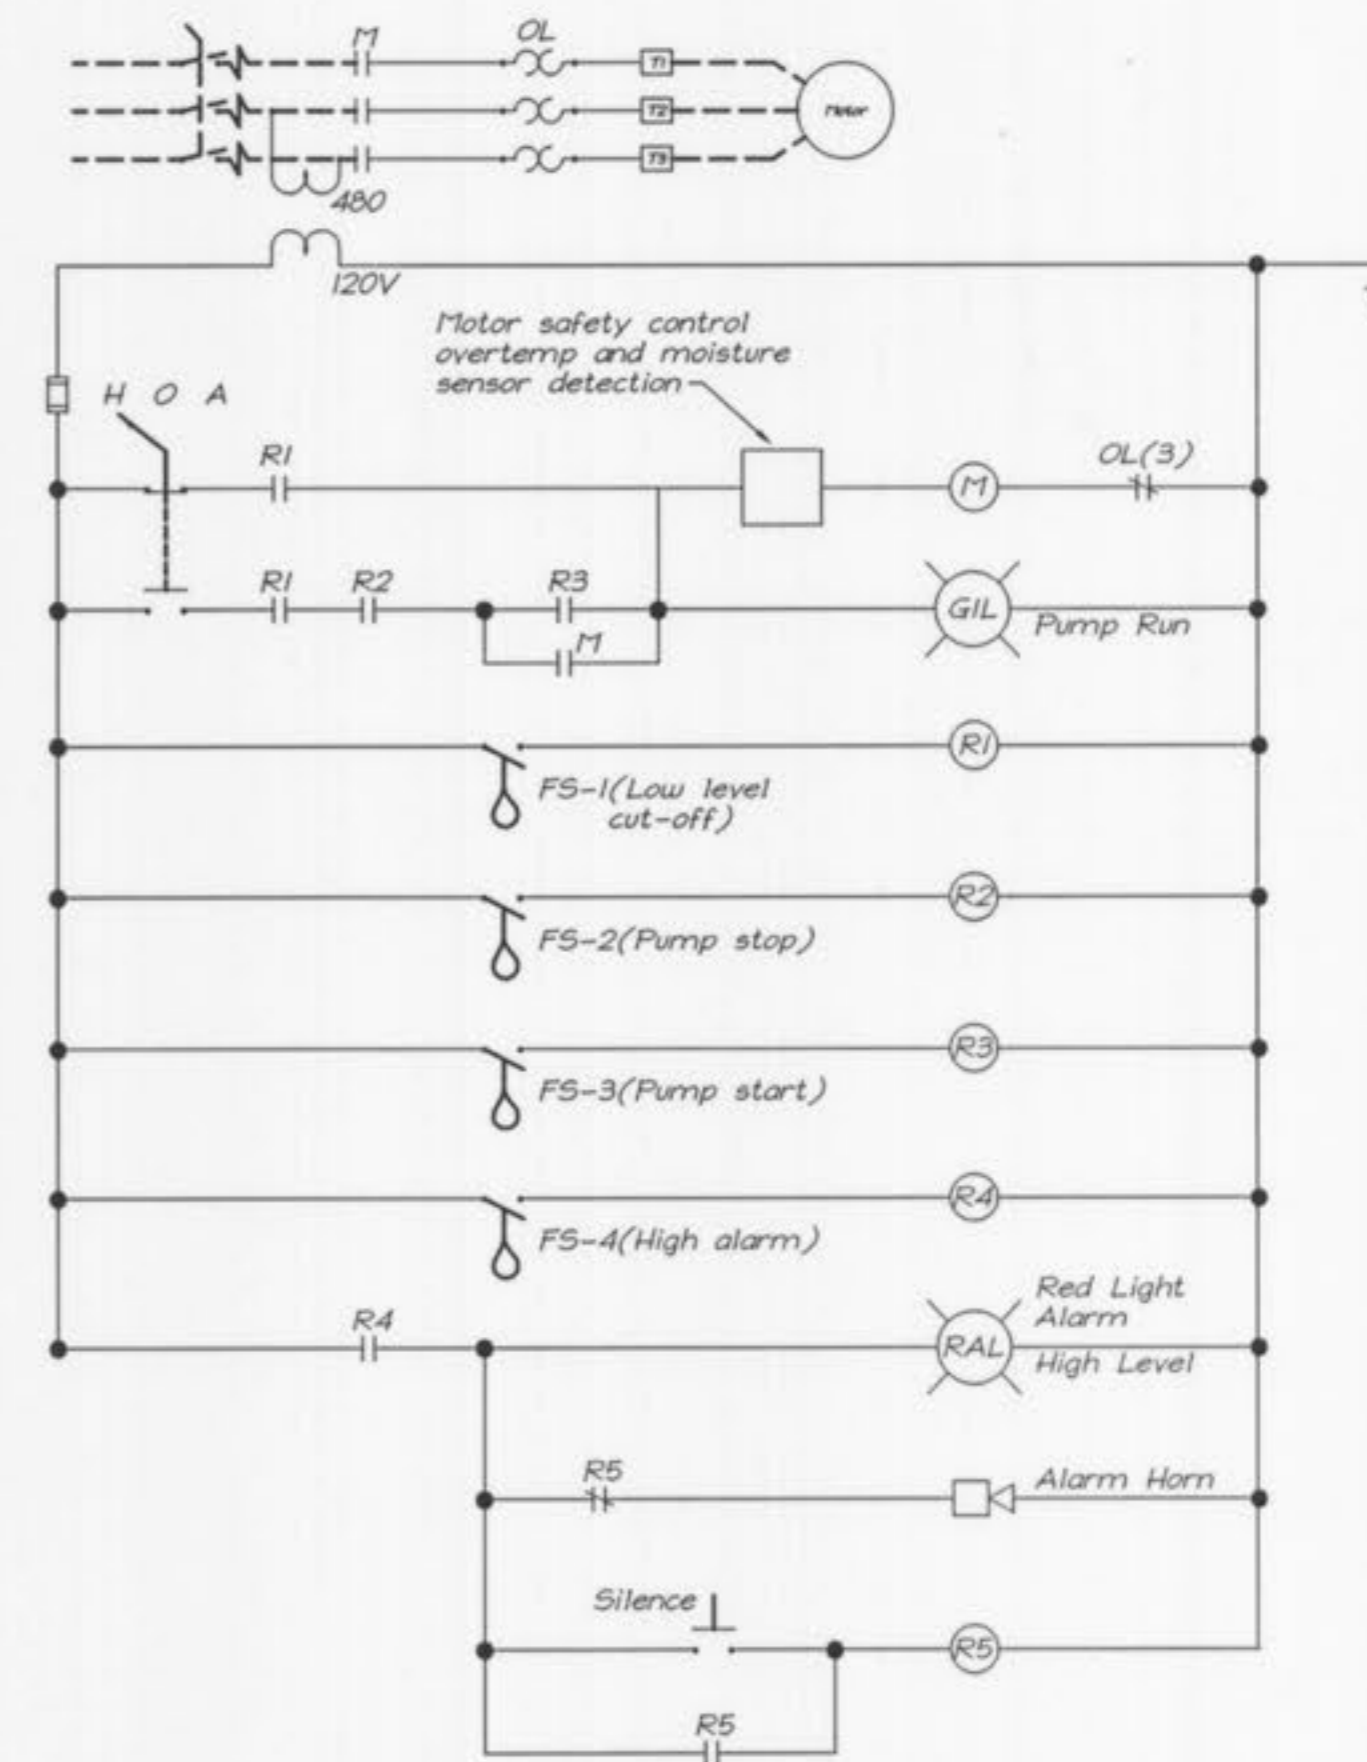 M
OL
T1
T2
T3
Motor
480
120V
Motor safety control
overtemp and moisture
sensor detection
H O A
R1
OL(3)
M
R1 R2 R3
M
GIL
Pump Run
R1
FS-1(Low level
cut-off)
R2
FS-2(Pump stop)
R3
FS-3(Pump start)
R4
FS-4(High alarm)
R4
Red Light
Alarm
RAL
High Level
R5
Alarm Horn
Silence
R5
R5